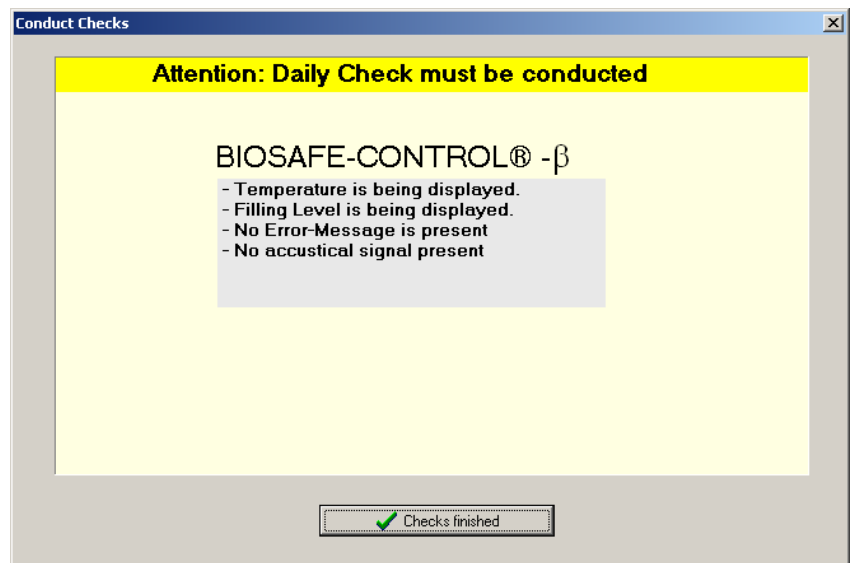 Conduct Checks
Attention: Daily Check must be conducted
BIOSAFE-CONTROL® -β
- Temperature is being displayed.
- Filling Level is being displayed.
- No Error-Message is present
- No accustical signal present
Checks finished